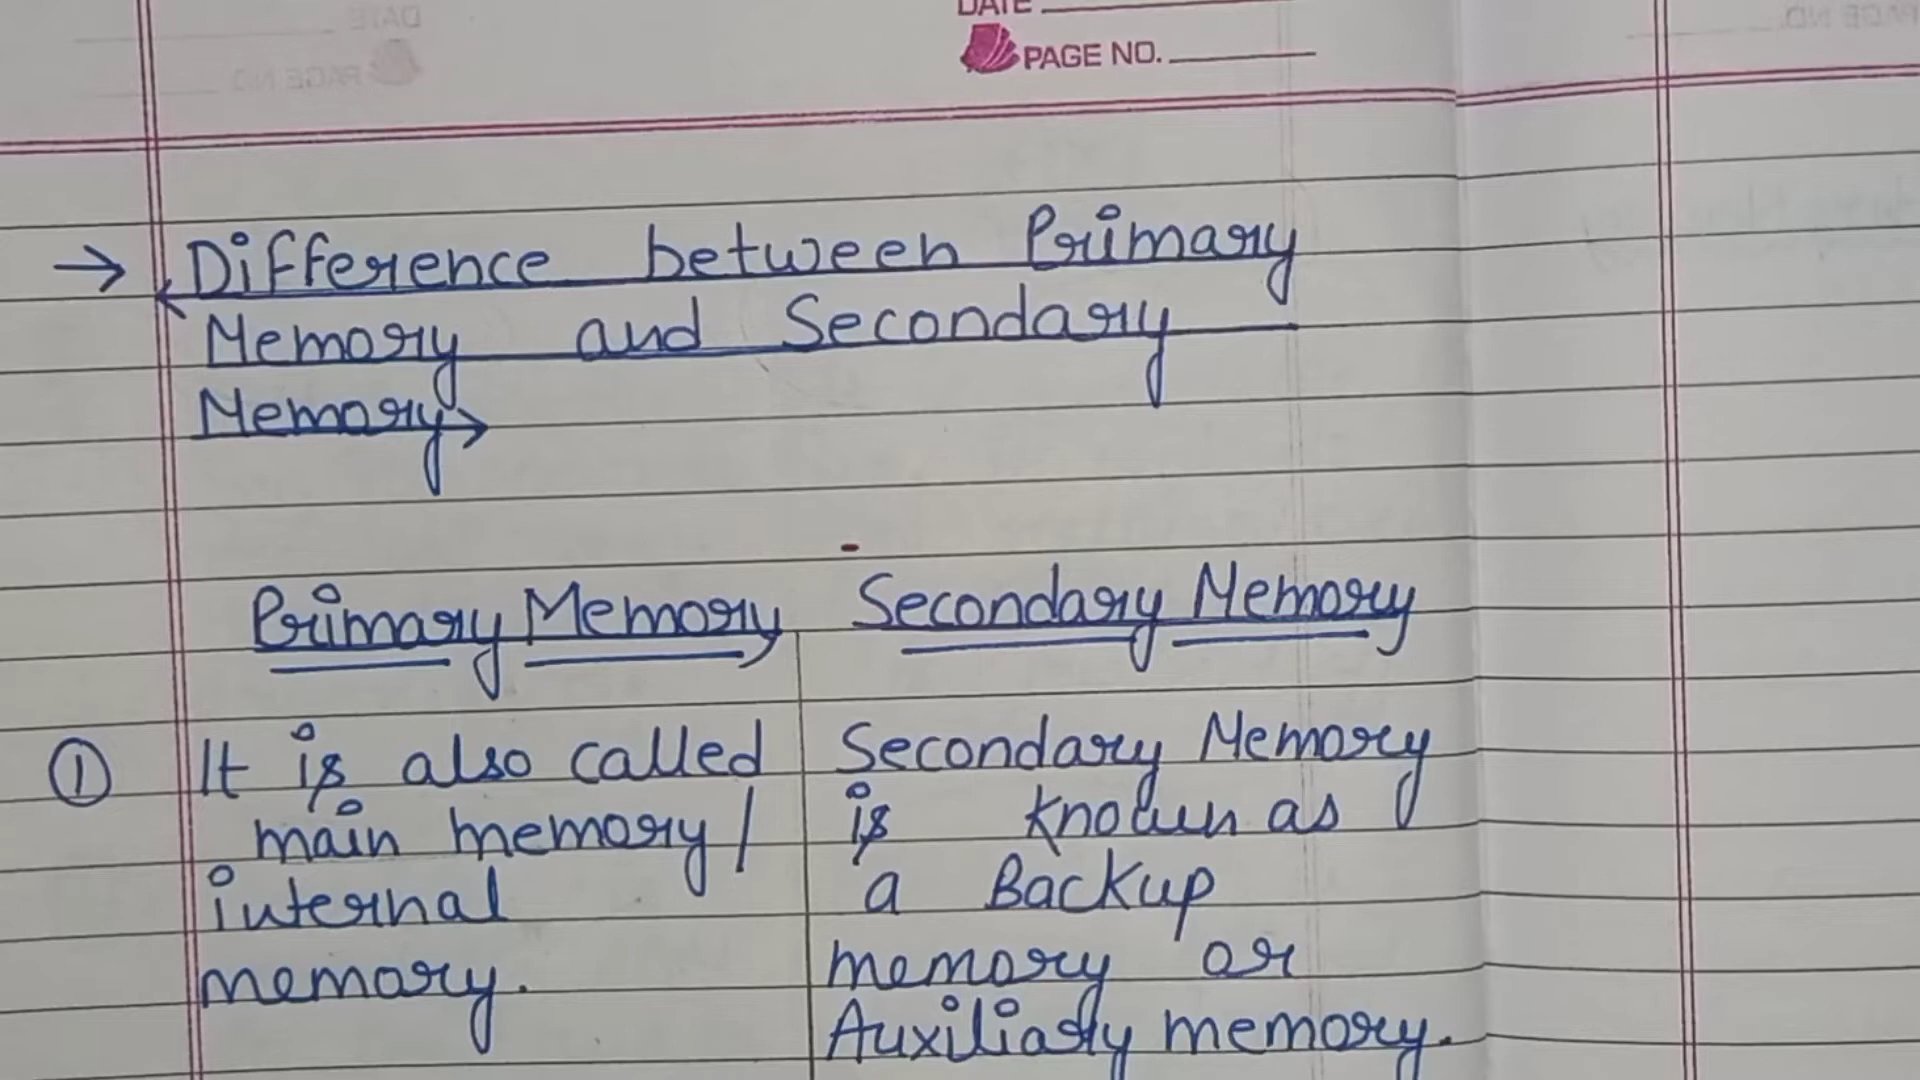 DATE
PAGE NO.
→ Difference between Primary
Memory and Secondary
Memory →
Primary Memory Secondary Memory
① It is also called
main memory /
internal
memory.
Secondary Memory
is known as
a Backup
memory or
Auxiliary memory.